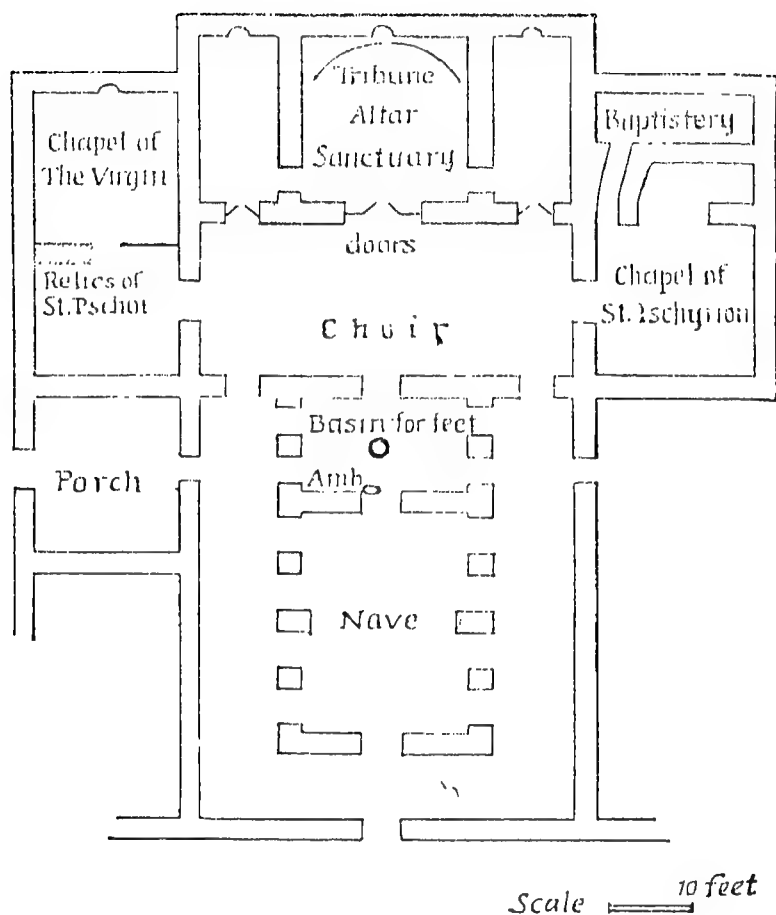 Tribune
Altar
Sanctuary
Chapel of
The Virgin
Baptistery
doors
Relics of
St. Pschoi
Chapel of
St. Ischyrion
Choir
Basin for feet
Amb.
Porch
Nave
Scale 10 feet